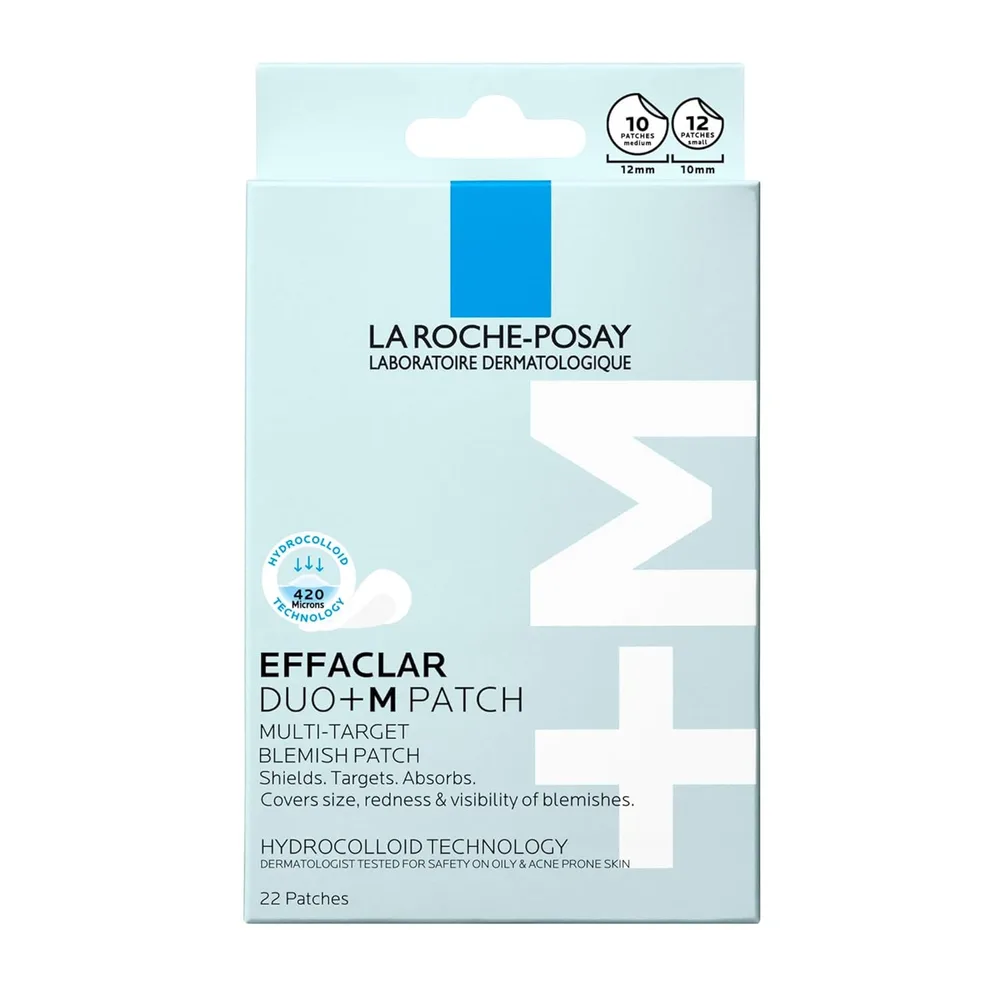 10
PATCHES
medium
12mm
12
PATCHES
small
10mm
LA ROCHE-POSAY
LABORATOIRE DERMATOLOGIQUE
+M
HYDROCOLLOID
420
Microns
TECHNOLOGY
EFFACLAR
DUO+M PATCH
MULTI-TARGET
BLEMISH PATCH
Shields. Targets. Absorbs.
Covers size, redness & visibility of blemishes.
HYDROCOLLOID TECHNOLOGY
DERMATOLOGIST TESTED FOR SAFETY ON OILY & ACNE PRONE SKIN
22 Patches